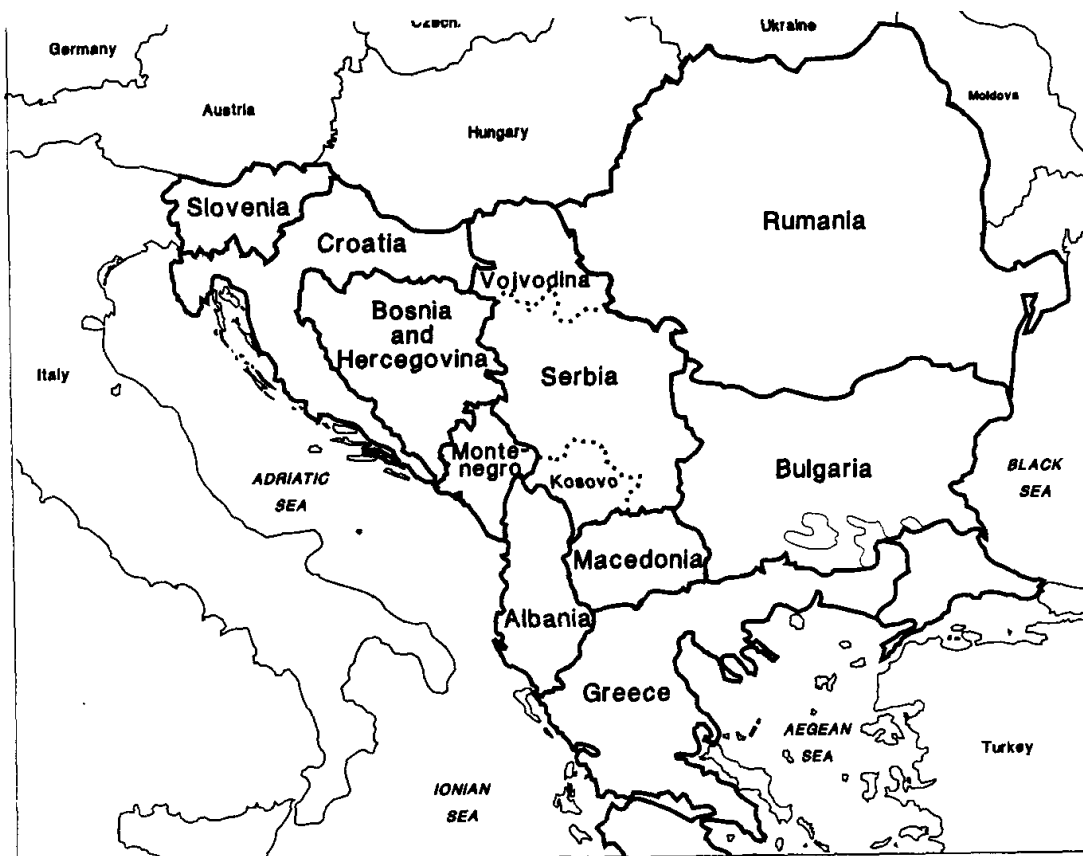 Czech.
Ukraine
Germany
Moldova
Austria
Hungary
Slovenia
Rumania
Croatia
Vojvodina
Bosnia
and
Hercegovina
Italy
Serbia
Monte-
negro
Kosovo
Bulgaria
BLACK
SEA
ADRIATIC
SEA
Macedonia
Albania
Greece
AEGEAN
SEA
Turkey
IONIAN
SEA